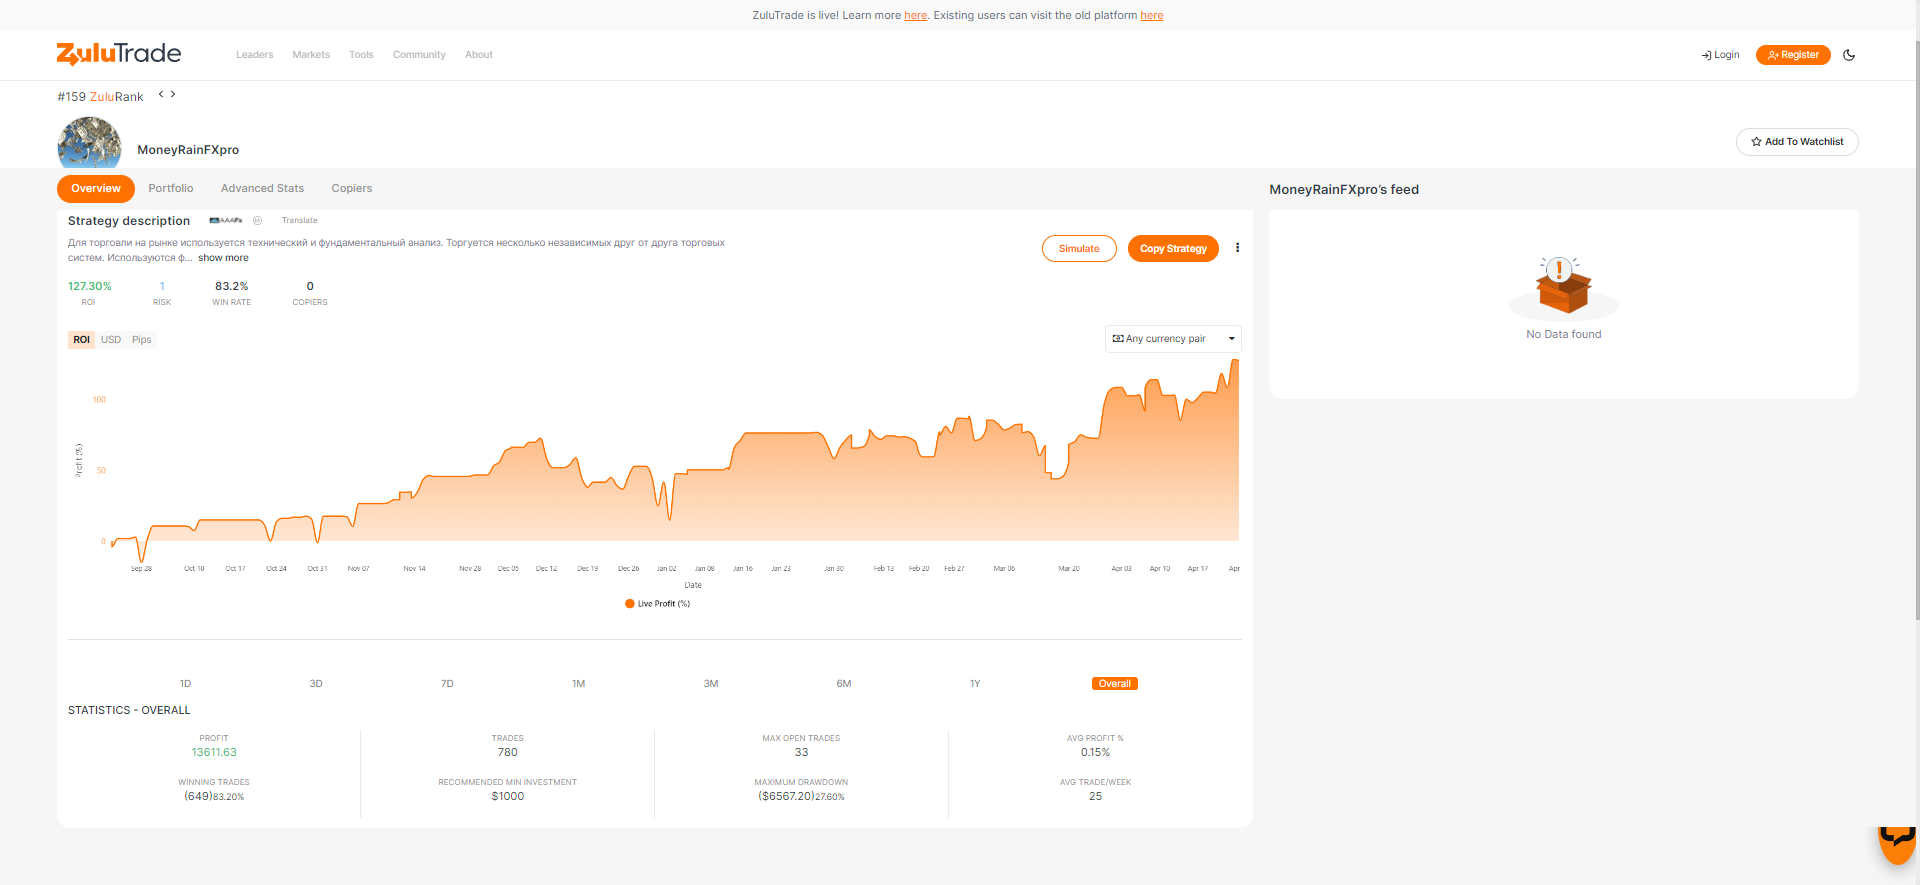 ZuluTrade is live! Learn more here. Existing users can visit the old platform here
ZuluTrade
Leaders Markets Tools Community About
Login Register
#159 ZuluRank < >
MoneyRainFXpro
Add To Watchlist
Overview Portfolio Advanced Stats Copiers
MoneyRainFXpro's feed
Strategy description AAAFx Translate
Для торговли на рынке используется технический и фундаментальный анализ. Торгуется несколько независимых друг от друга торговых
систем. Используются ф... show more
Simulate Copy Strategy
127.30% 1 83.2% 0
ROI RISK WIN RATE COPIERS
No Data found
ROI USD Pips
Any currency pair
100
50
0
Profit (%)
Sep 28 Oct 10 Oct 17 Oct 24 Oct 31 Nov 07 Nov 14 Nov 28 Dec 05 Dec 12 Dec 19 Dec 26 Jan 02 Jan 08 Jan 16 Jan 23 Jan 30 Feb 13 Feb 20 Feb 27 Mar 06 Mar 20 Apr 03 Apr 10 Apr 17 Apr
Date
Live Profit (%)
1D 3D 7D 1M 3M 6M 1Y Overall
STATISTICS - OVERALL
PROFIT TRADES MAX OPEN TRADES AVG PROFIT %
13611.63 780 33 0.15%
WINNING TRADES RECOMMENDED MIN INVESTMENT MAXIMUM DRAWDOWN AVG TRADE/WEEK
(649)83.20% $1000 ($6567.20)27.60% 25